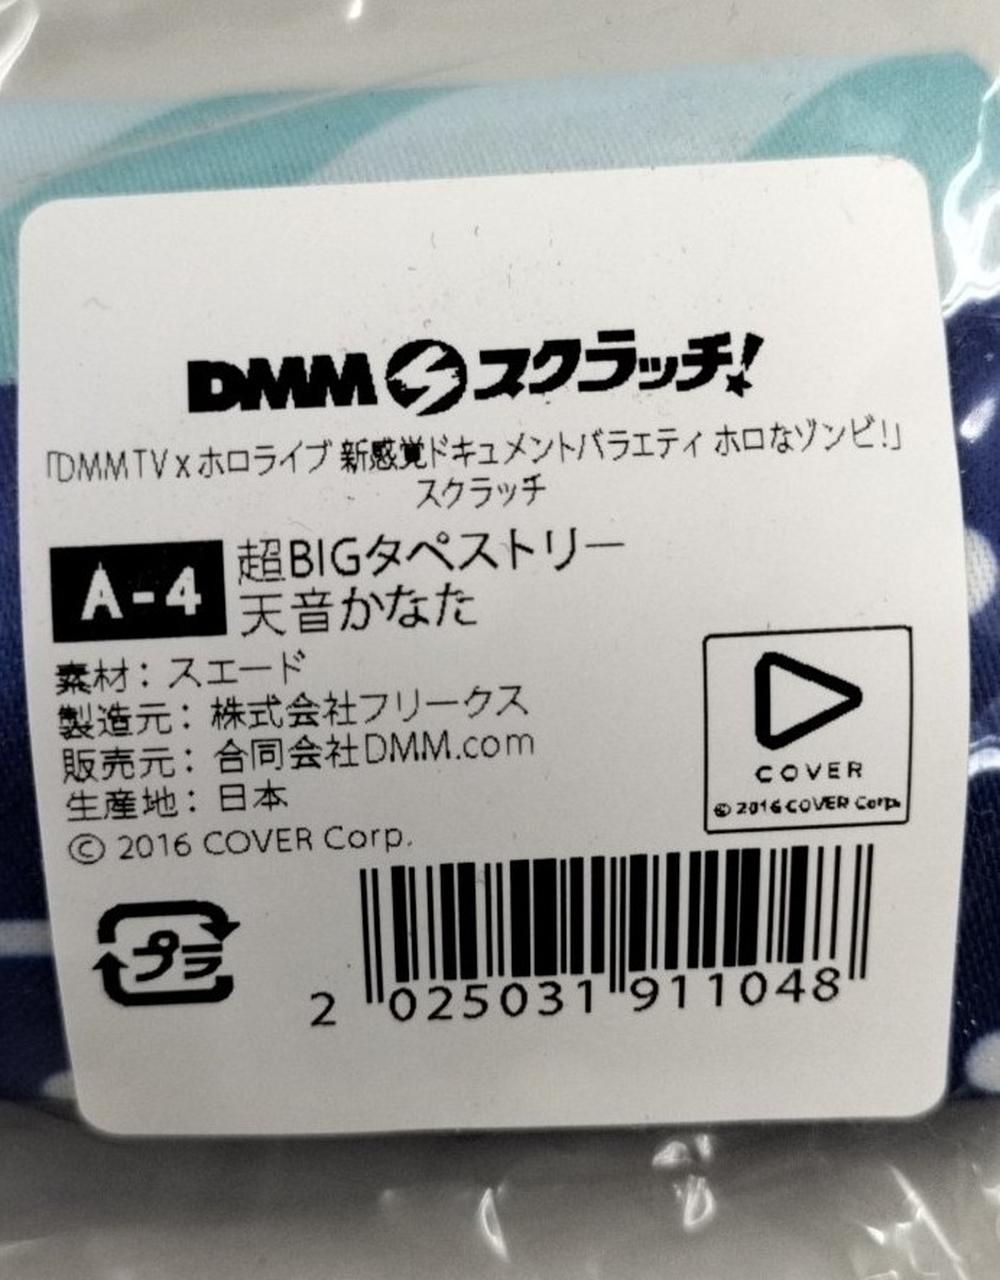 DMMスクラッチ!
「DMM TV x ホロライブ 新感覚ドキュメントバラエティ ホロなゾンビ!」
スクラッチ
A-4
超BIGタペストリー
天音かなた
素材：スエード
製造元：株式会社フリークス
販売元：合同会社DMM.com
生産地：日本
© 2016 COVER Corp.
COVER
© 2016 COVER Corp.
プラ
2 025031 911048